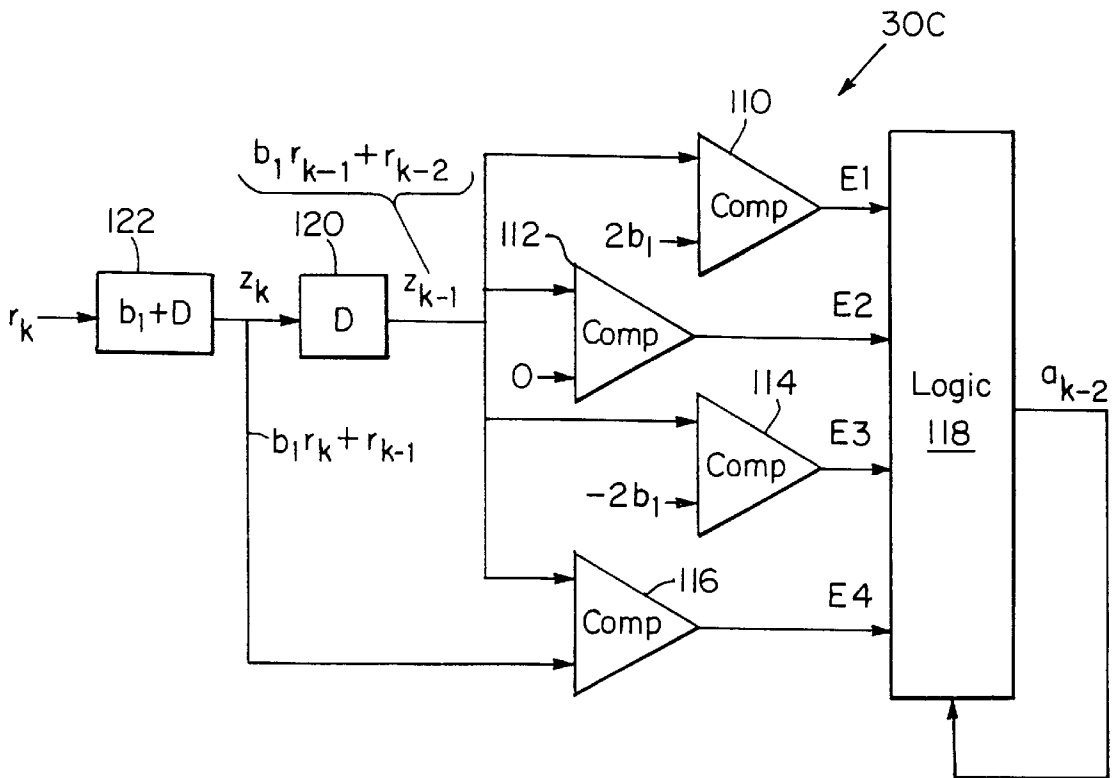 30C
110
b₁rₖ₋₁+rₖ₋₂
E1
Comp
122
120
112
2b₁
zₖ
zₖ₋₁
E2
rₖ
b₁+D
D
Comp
114
aₖ₋₂
0
Logic
118
E3
b₁rₖ+rₖ₋₁
Comp
-2b₁
116
E4
Comp